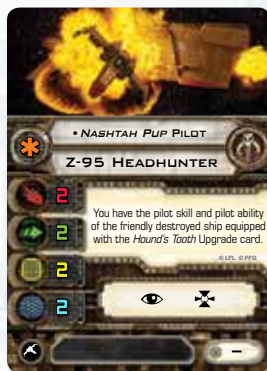 • NASHTAH PUP PILOT
*
Z-95 HEADHUNTER
2
2
2
2
You have the pilot skill and pilot ability
of the friendly destroyed ship equipped
with the Hound's Tooth Upgrade card.
©LFL ©FFG
–